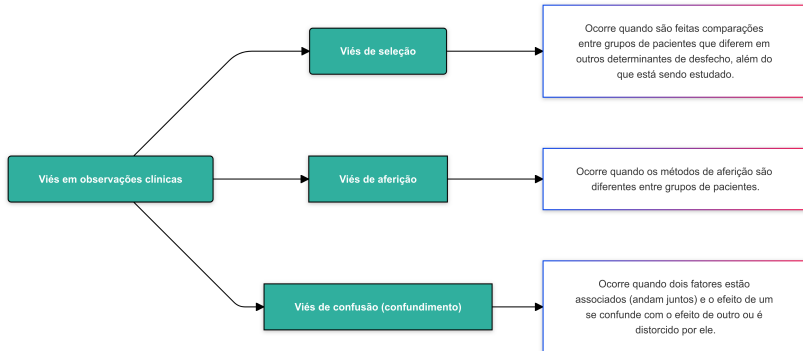 Viés em observações clínicas
Viés de seleção
Ocorre quando são feitas comparações
entre grupos de pacientes que diferem em
outros determinantes de desfecho, além do
que está sendo estudado.
Viés de aferição
Ocorre quando os métodos de aferição são
diferentes entre grupos de pacientes.
Viés de confusão (confundimento)
Ocorre quando dois fatores estão
associados (andam juntos) e o efeito de um
se confunde com o efeito de outro ou é
distorcido por ele.